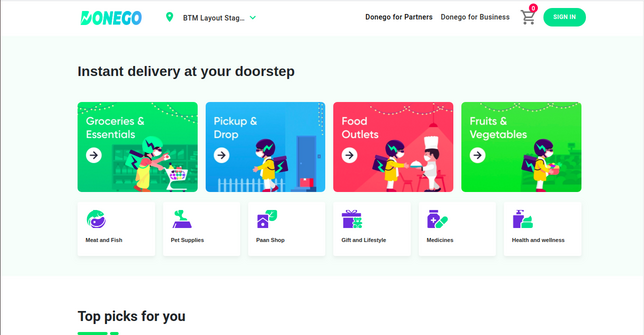 DONEGO
BTM Layout Stag...
Donego for Partners
Donego for Business
0
SIGN IN
Instant delivery at your doorstep
Groceries &
Essentials
Pickup &
Drop
Food
Outlets
Fruits &
Vegetables
Meat and Fish
Pet Supplies
Paan Shop
Gift and Lifestyle
Medicines
Health and wellness
Top picks for you